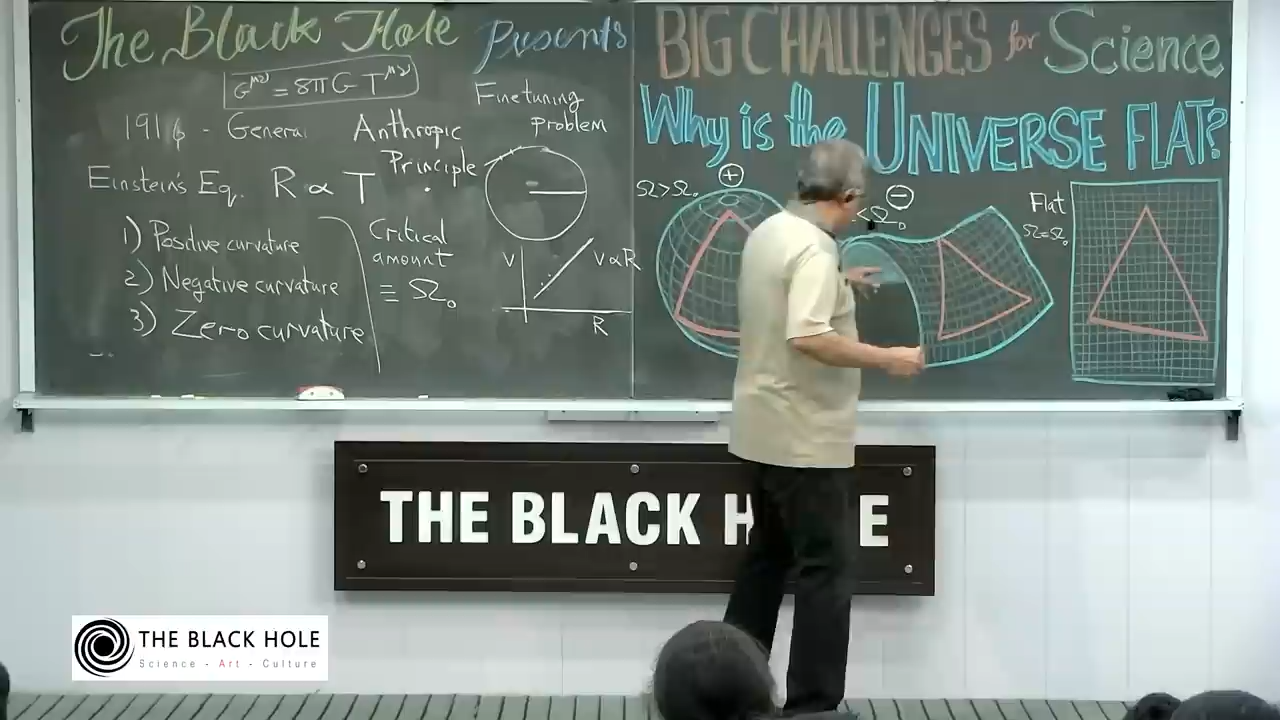 The Black Hole Presents
G^μν = 8πG T^μν
1916 - General
Einstein's Eq. R ∝ T
1) Positive curvature
2) Negative curvature
3) Zero curvature
Anthropic
Principle
Critical
amount
≡ Ω₀
Finetuning
problem
V
V∝R
R
BIG CHALLENGES for Science
Why is the UNIVERSE FLAT?
Ω>Ω₀
+
<Ω₀
−
Flat
Ω=Ω₀
THE BLACK H E
THE BLACK HOLE
Science - Art - Culture